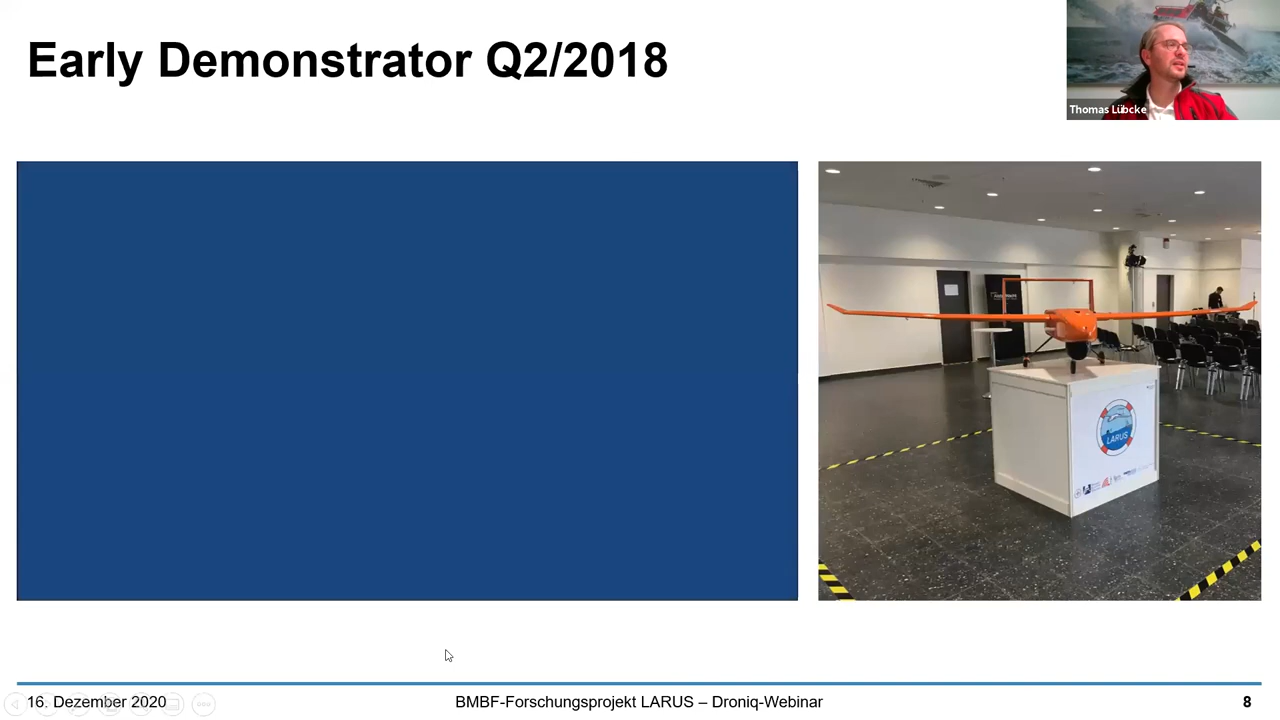 Early Demonstrator Q2/2018
Thomas Lübcke
LARUS
16. Dezember 2020
BMBF-Forschungsprojekt LARUS – Droniq-Webinar
8